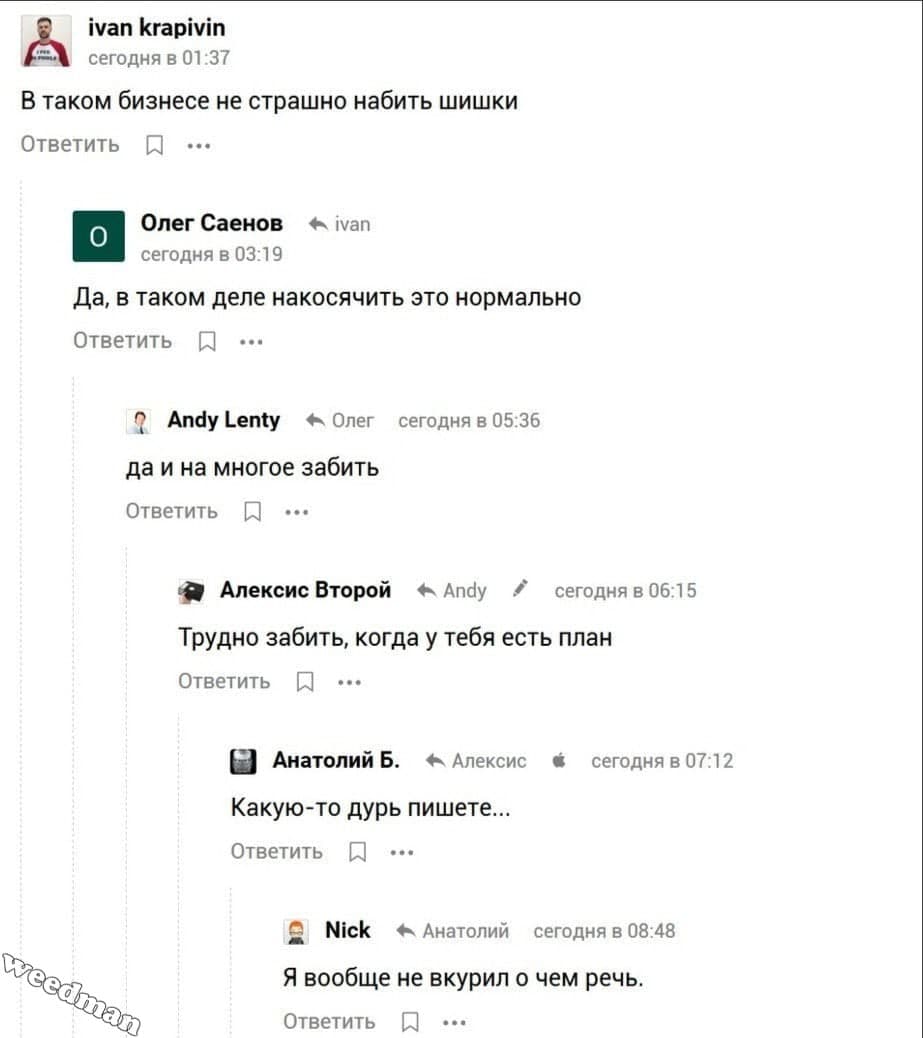 ivan krapivin
сегодня в 01:37
В таком бизнесе не страшно набить шишки
Ответить
О
Олег Саенов ivan
сегодня в 03:19
Да, в таком деле накосячить это нормально
Ответить
Andy Lenty Олег сегодня в 05:36
да и на многое забить
Ответить
Алексис Второй Andy сегодня в 06:15
Трудно забить, когда у тебя есть план
Ответить
Анатолий Б. Алексис сегодня в 07:12
Какую-то дурь пишете...
Ответить
Nick Анатолий сегодня в 08:48
Я вообще не вкурил о чем речь.
Ответить
weedman